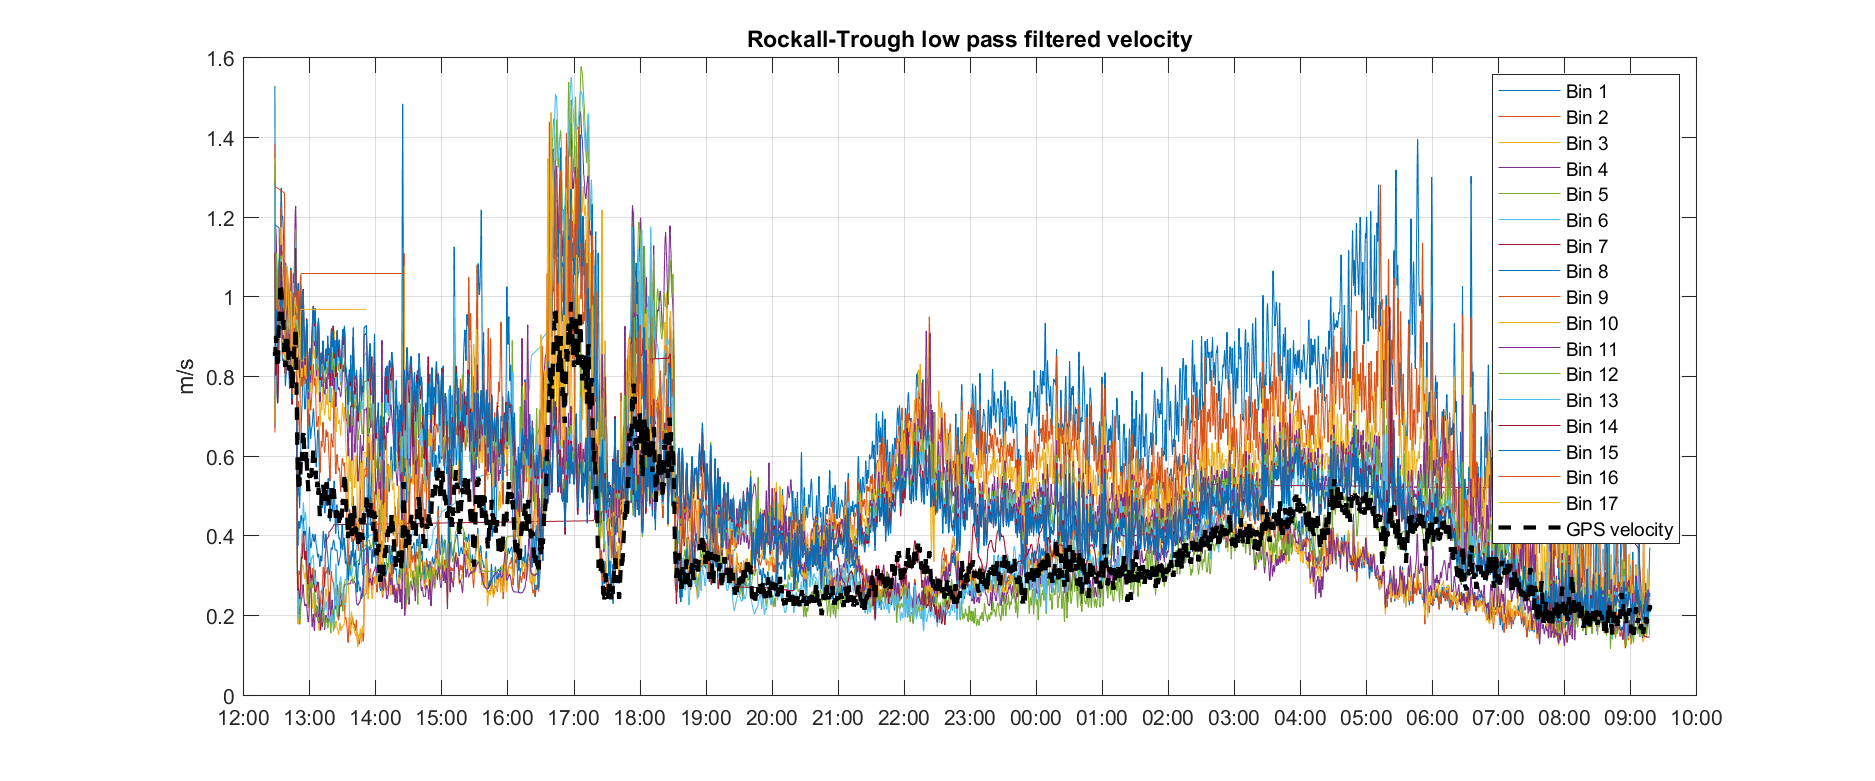 Rockall-Trough low pass filtered velocity
1.6
1.4
1.2
1
0.8
0.6
0.4
0.2
0
m/s
12:00 13:00 14:00 15:00 16:00 17:00 18:00 19:00 20:00 21:00 22:00 23:00 00:00 01:00 02:00 03:00 04:00 05:00 06:00 07:00 08:00 09:00 10:00
Bin 1
Bin 2
Bin 3
Bin 4
Bin 5
Bin 6
Bin 7
Bin 8
Bin 9
Bin 10
Bin 11
Bin 12
Bin 13
Bin 14
Bin 15
Bin 16
Bin 17
GPS velocity